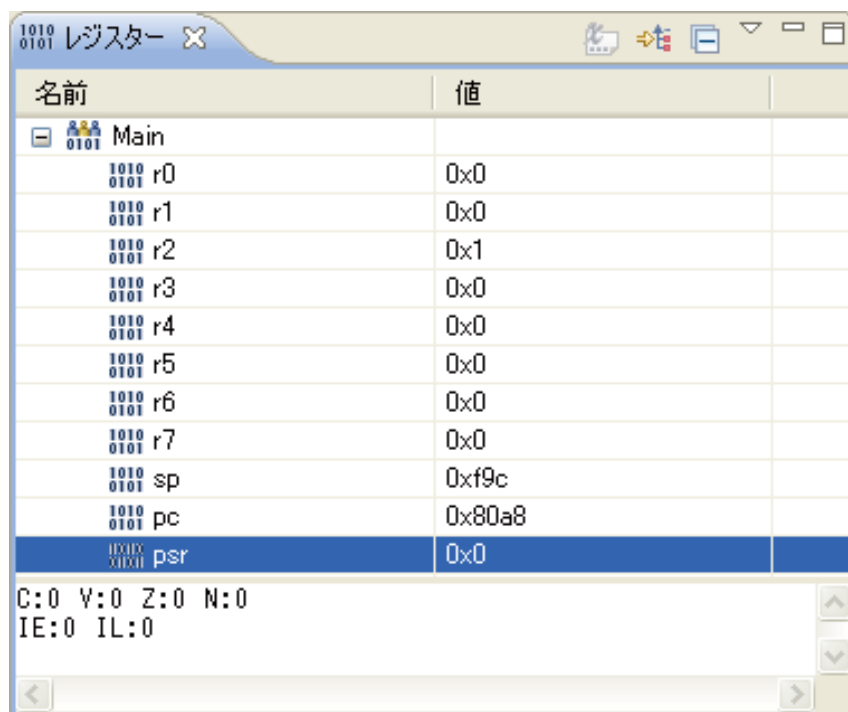 レジスター
名前 値
Main
r0 0x0
r1 0x0
r2 0x1
r3 0x0
r4 0x0
r5 0x0
r6 0x0
r7 0x0
sp 0xf9c
pc 0x80a8
psr 0x0
C:0 V:0 Z:0 N:0
IE:0 IL:0